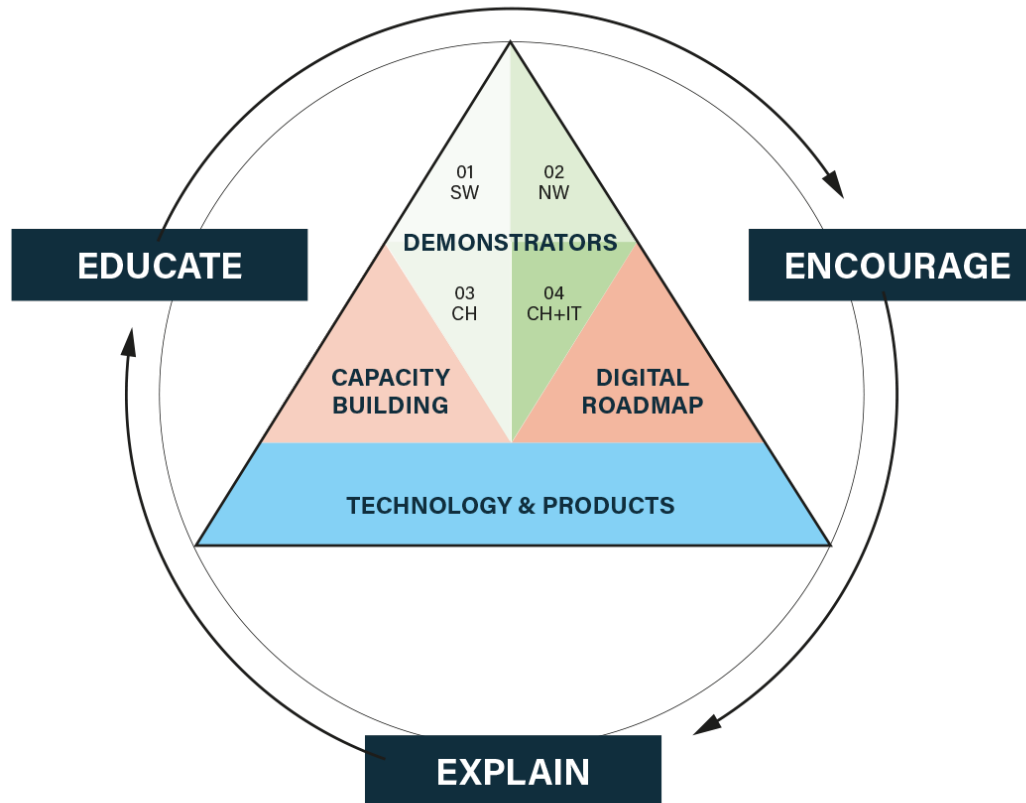 01
SW
02
NW
DEMONSTRATORS
EDUCATE
ENCOURAGE
03
CH
04
CH+IT
CAPACITY
BUILDING
DIGITAL
ROADMAP
TECHNOLOGY & PRODUCTS
EXPLAIN